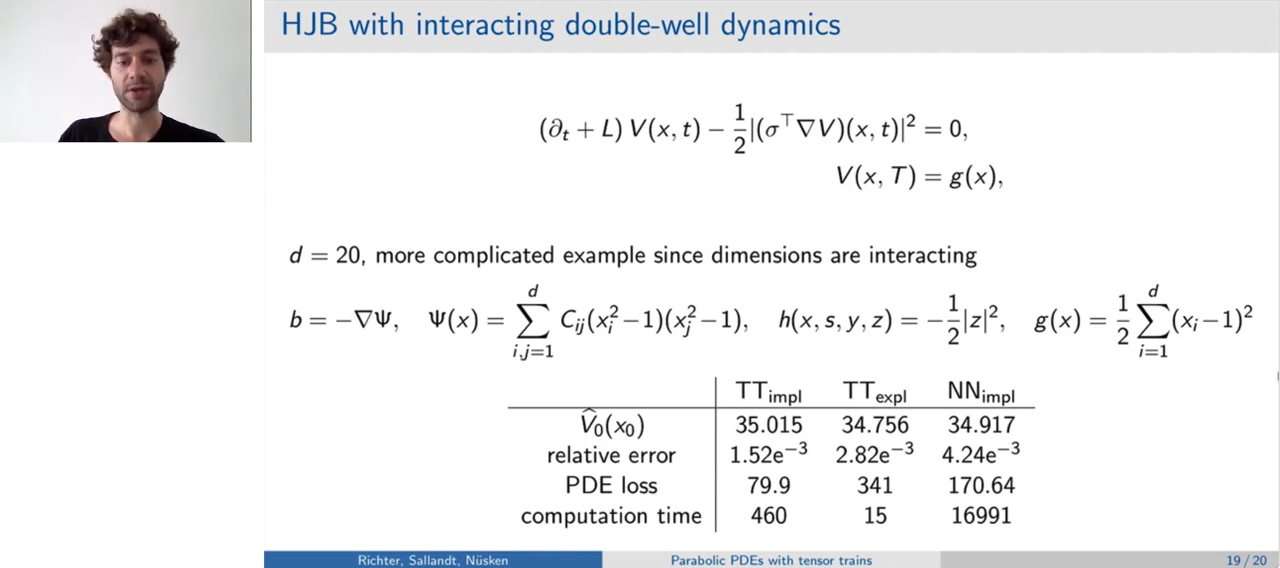 HJB with interacting double-well dynamics
(∂ₜ + L) V(x, t) − 1/2 |(σ^⊤∇V)(x, t)|² = 0,
V(x, T) = g(x),
d = 20, more complicated example since dimensions are interacting
b = −∇Ψ, Ψ(x) = ∑_{i,j=1}^{d} C_{ij}(x_i² − 1)(x_j² − 1), h(x, s, y, z) = −1/2 |z|², g(x) = 1/2 ∑_{i=1}^{d} (x_i − 1)²
TT_impl TT_expl NN_impl
V̂₀(x₀) 35.015 34.756 34.917
relative error 1.52e⁻³ 2.82e⁻³ 4.24e⁻³
PDE loss 79.9 341 170.64
computation time 460 15 16991
Richter, Sallandt, Nüsken Parabolic PDEs with tensor trains 19 / 20